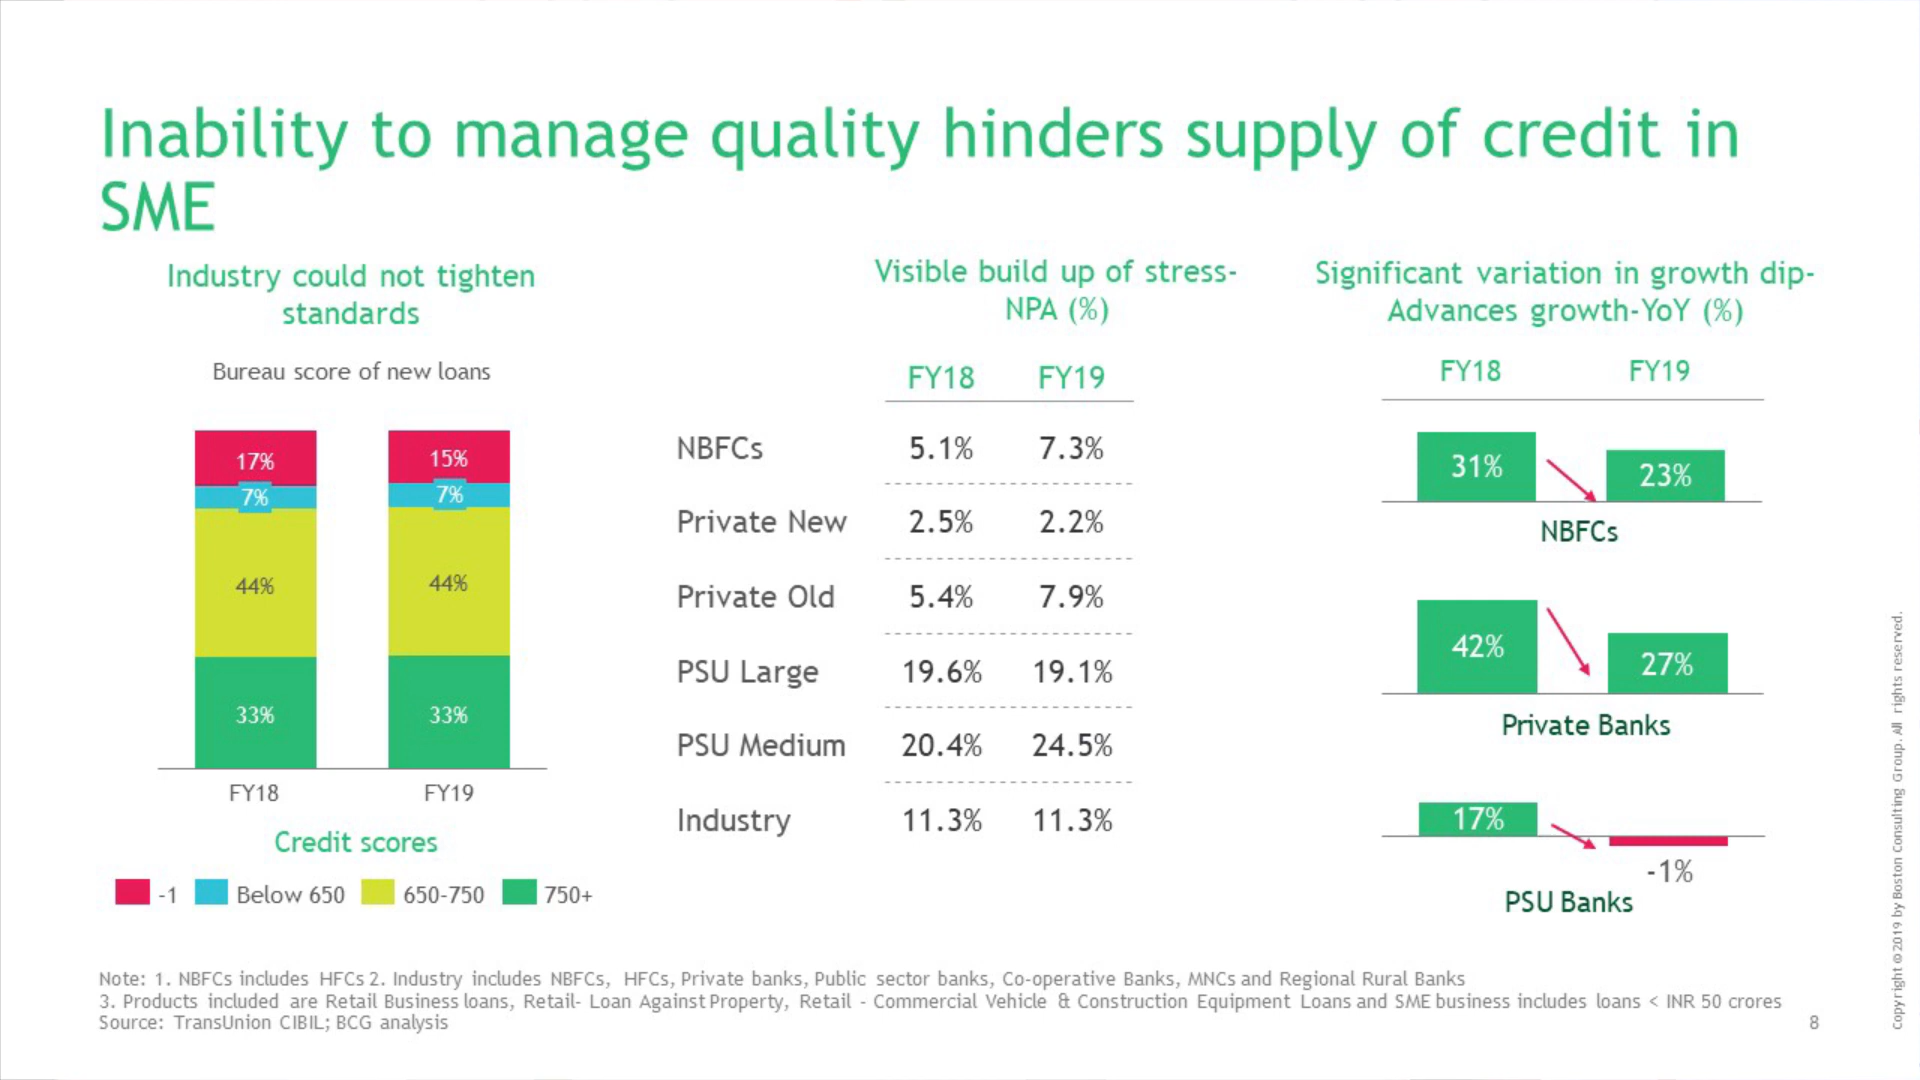 Inability to manage quality hinders supply of credit in
SME
Industry could not tighten
standards
Bureau score of new loans
17%
15%
7%
7%
44%
44%
33%
33%
FY18
FY19
Credit scores
-1
Below 650
650-750
750+
Visible build up of stress-
NPA (%)
FY18 FY19
NBFCs 5.1% 7.3%
Private New 2.5% 2.2%
Private Old 5.4% 7.9%
PSU Large 19.6% 19.1%
PSU Medium 20.4% 24.5%
Industry 11.3% 11.3%
Significant variation in growth dip-
Advances growth-YoY (%)
FY18 FY19
31%
23%
NBFCs
42%
27%
Private Banks
17%
-1%
PSU Banks
Note: 1. NBFCs includes HFCs 2. Industry includes NBFCs, HFCs, Private banks, Public sector banks, Co-operative Banks, MNCs and Regional Rural Banks
3. Products included are Retail Business loans, Retail- Loan Against Property, Retail - Commercial Vehicle & Construction Equipment Loans and SME business includes loans < INR 50 crores
Source: TransUnion CIBIL; BCG analysis
8
Copyright © 2019 by Boston Consulting Group. All rights reserved.